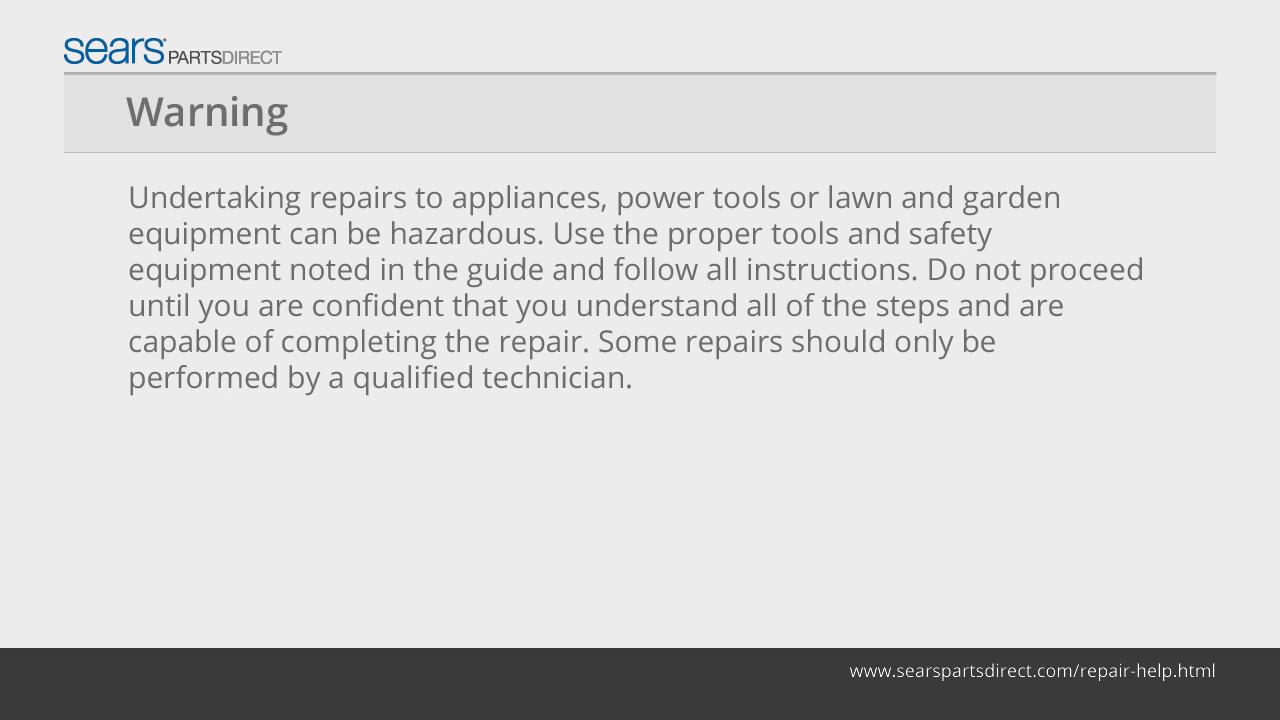 sears PARTSDIRECT
Warning
Undertaking repairs to appliances, power tools or lawn and garden
equipment can be hazardous. Use the proper tools and safety
equipment noted in the guide and follow all instructions. Do not proceed
until you are confident that you understand all of the steps and are
capable of completing the repair. Some repairs should only be
performed by a qualified technician.
www.searspartsdirect.com/repair-help.html